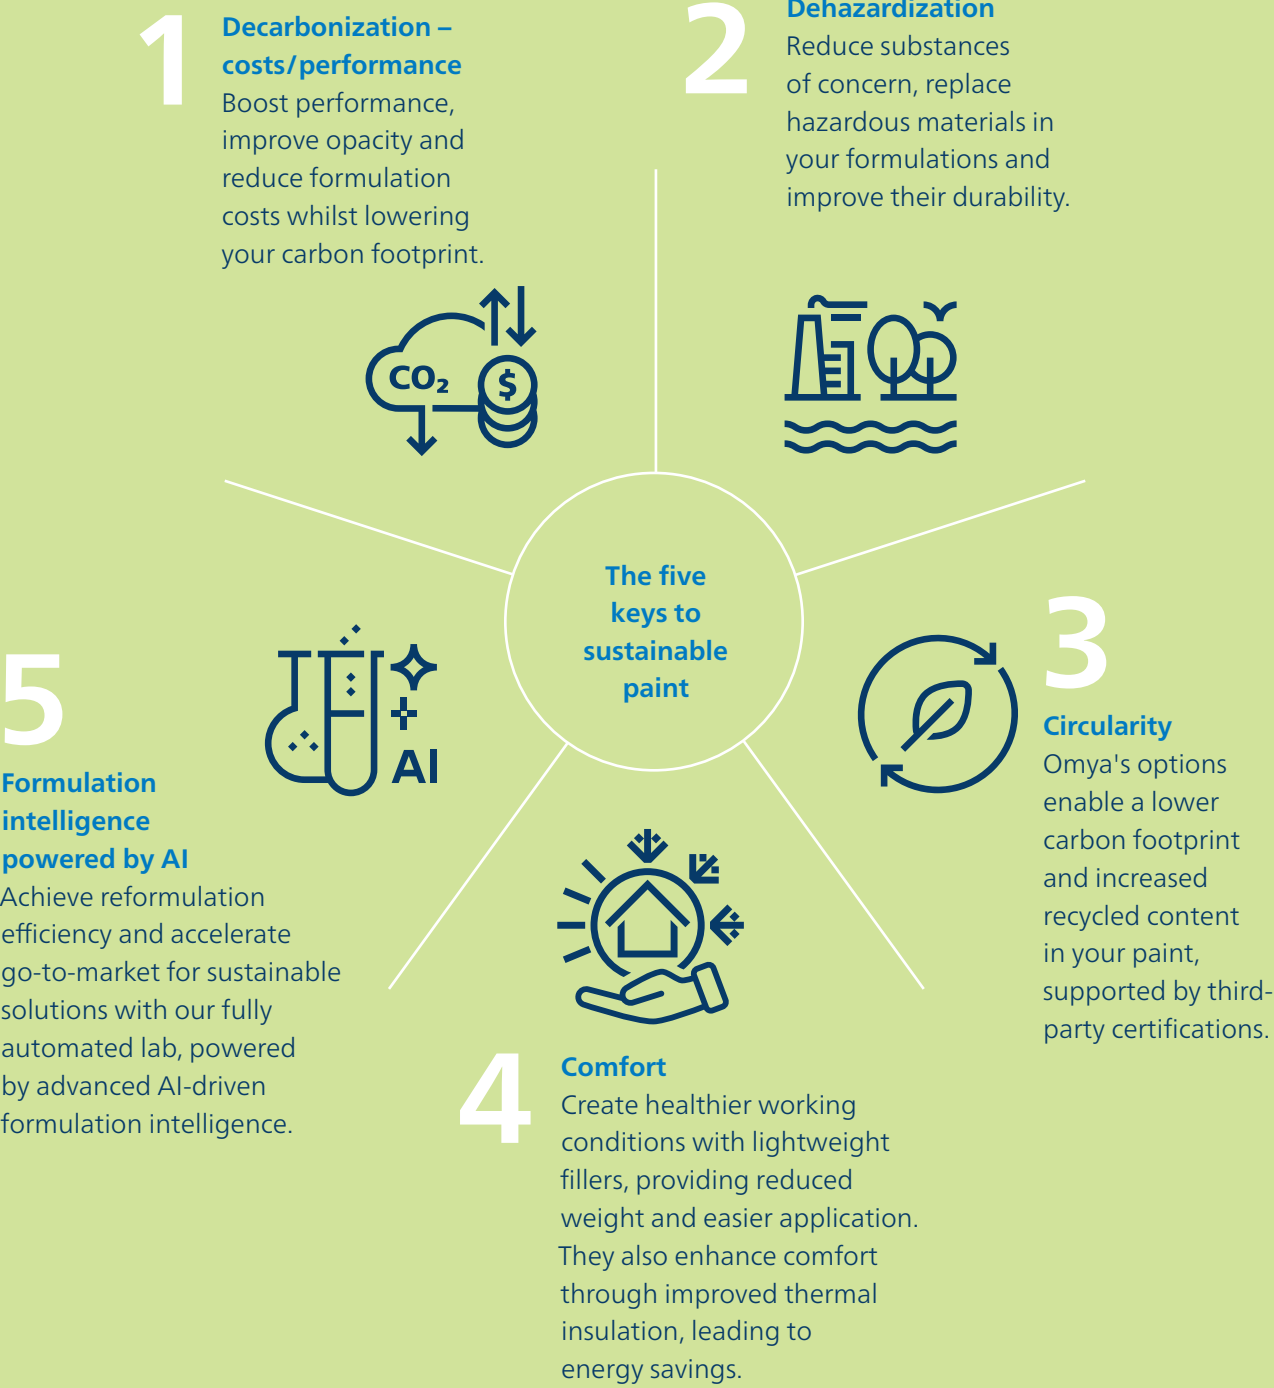 1
Decarbonization –
costs/performance
Boost performance,
improve opacity and
reduce formulation
costs whilst lowering
your carbon footprint.
CO₂
$
2
Dehazardization
Reduce substances
of concern, replace
hazardous materials in
your formulations and
improve their durability.
The five
keys to
sustainable
paint
3
Circularity
Omya's options
enable a lower
carbon footprint
and increased
recycled content
in your paint,
supported by third-
party certifications.
4
Comfort
Create healthier working
conditions with lightweight
fillers, providing reduced
weight and easier application.
They also enhance comfort
through improved thermal
insulation, leading to
energy savings.
5
AI
Formulation
intelligence
powered by AI
Achieve reformulation
efficiency and accelerate
go-to-market for sustainable
solutions with our fully
automated lab, powered
by advanced AI-driven
formulation intelligence.